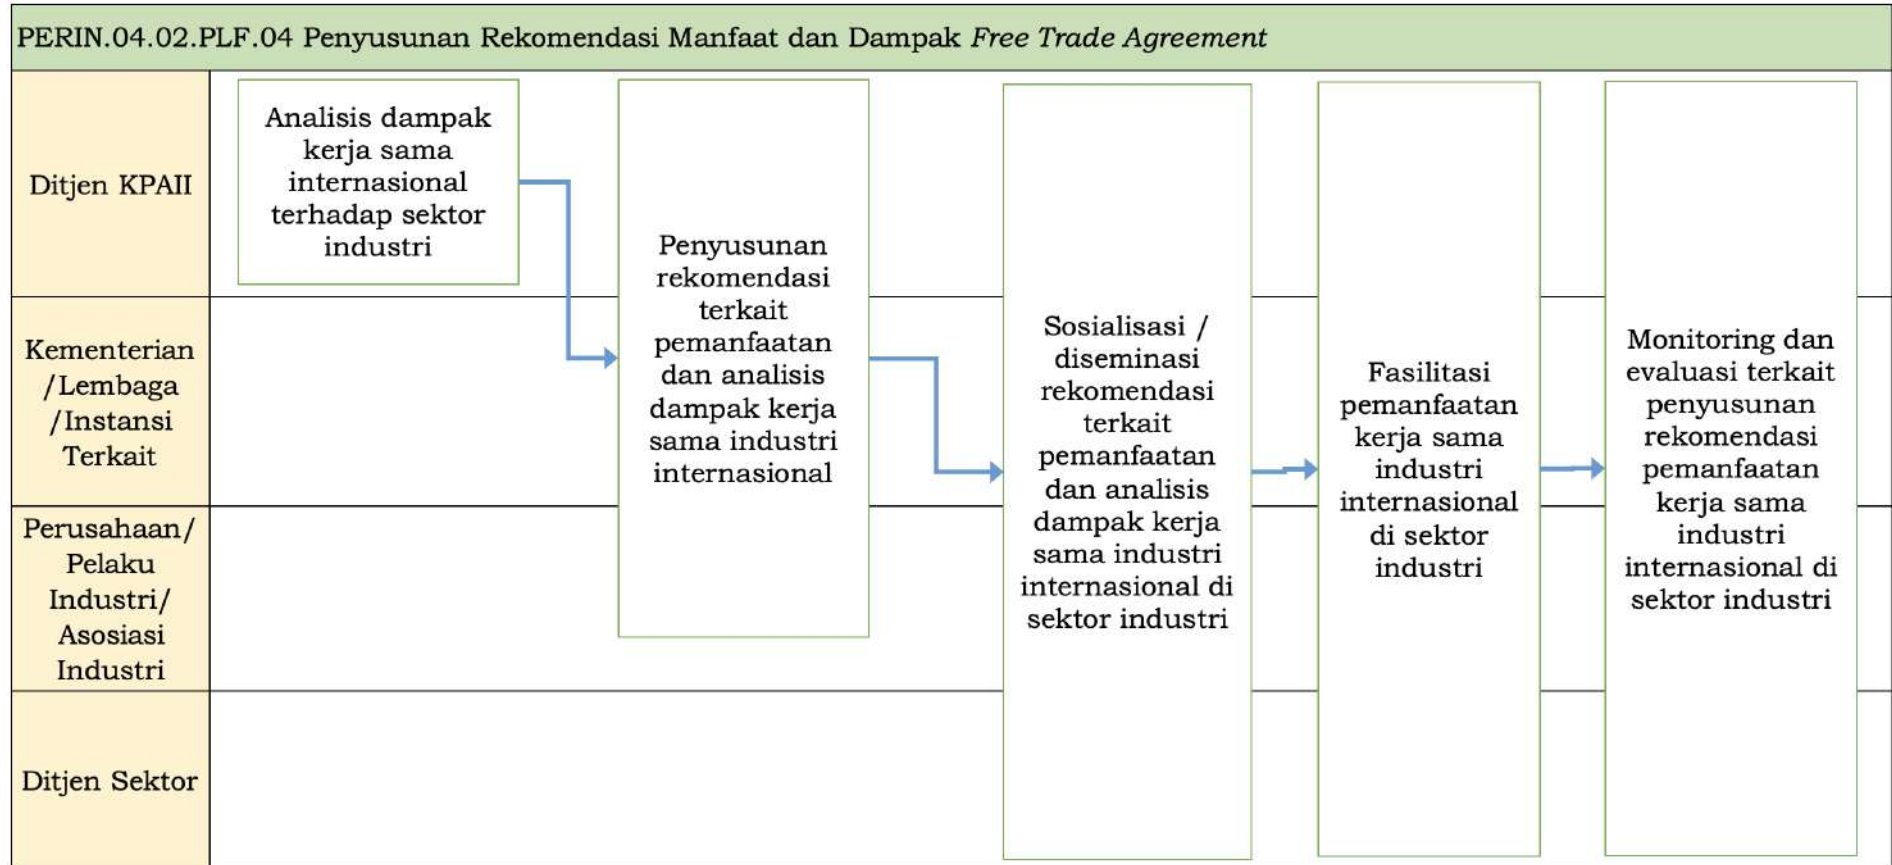 PERIN.04.02.PLF.04 Penyusunan Rekomendasi Manfaat dan Dampak Free Trade Agreement
Ditjen KPAII
Analisis dampak
kerja sama
internasional
terhadap sektor
industri
Penyusunan
rekomendasi
terkait
pemanfaatan
dan analisis
dampak kerja
sama industri
internasional
Sosialisasi /
diseminasi
rekomendasi
terkait
pemanfaatan
dan analisis
dampak kerja
sama industri
internasional di
sektor industri
Fasilitasi
pemanfaatan
kerja sama
industri
internasional
di sektor
industri
Monitoring dan
evaluasi terkait
penyusunan
rekomendasi
pemanfaatan
kerja sama
industri
internasional di
sektor industri
Kementerian
/Lembaga
/Instansi
Terkait
Perusahaan/
Pelaku
Industri/
Asosiasi
Industri
Ditjen Sektor